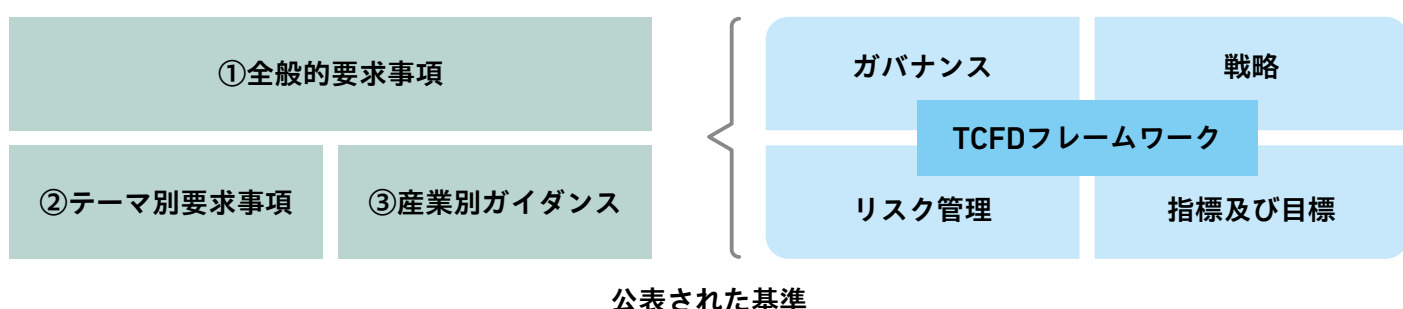 ①全般的要求事項
②テーマ別要求事項
③産業別ガイダンス
ガバナンス
戦略
TCFDフレームワーク
リスク管理
指標及び目標
公表された基準